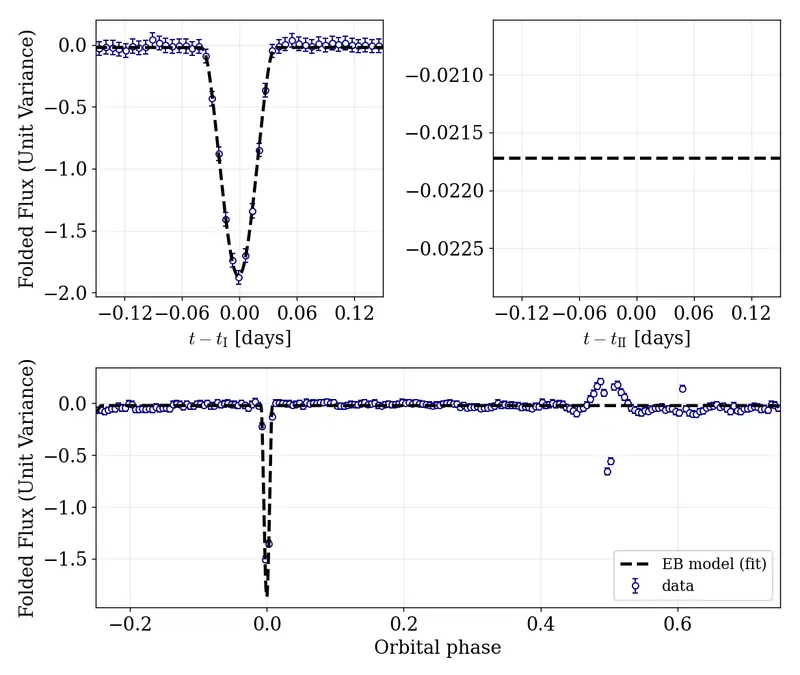 Folded Flux (Unit Variance)
0.0
−0.5
−1.0
−1.5
−2.0
−0.12 −0.06 0.00 0.06 0.12
t − tI [days]
−0.0210
−0.0215
−0.0220
−0.0225
−0.12 −0.06 0.00 0.06 0.12
t − tII [days]
Folded Flux (Unit Variance)
0.0
−0.5
−1.0
−1.5
−0.2 0.0 0.2 0.4 0.6
Orbital phase
EB model (fit)
data